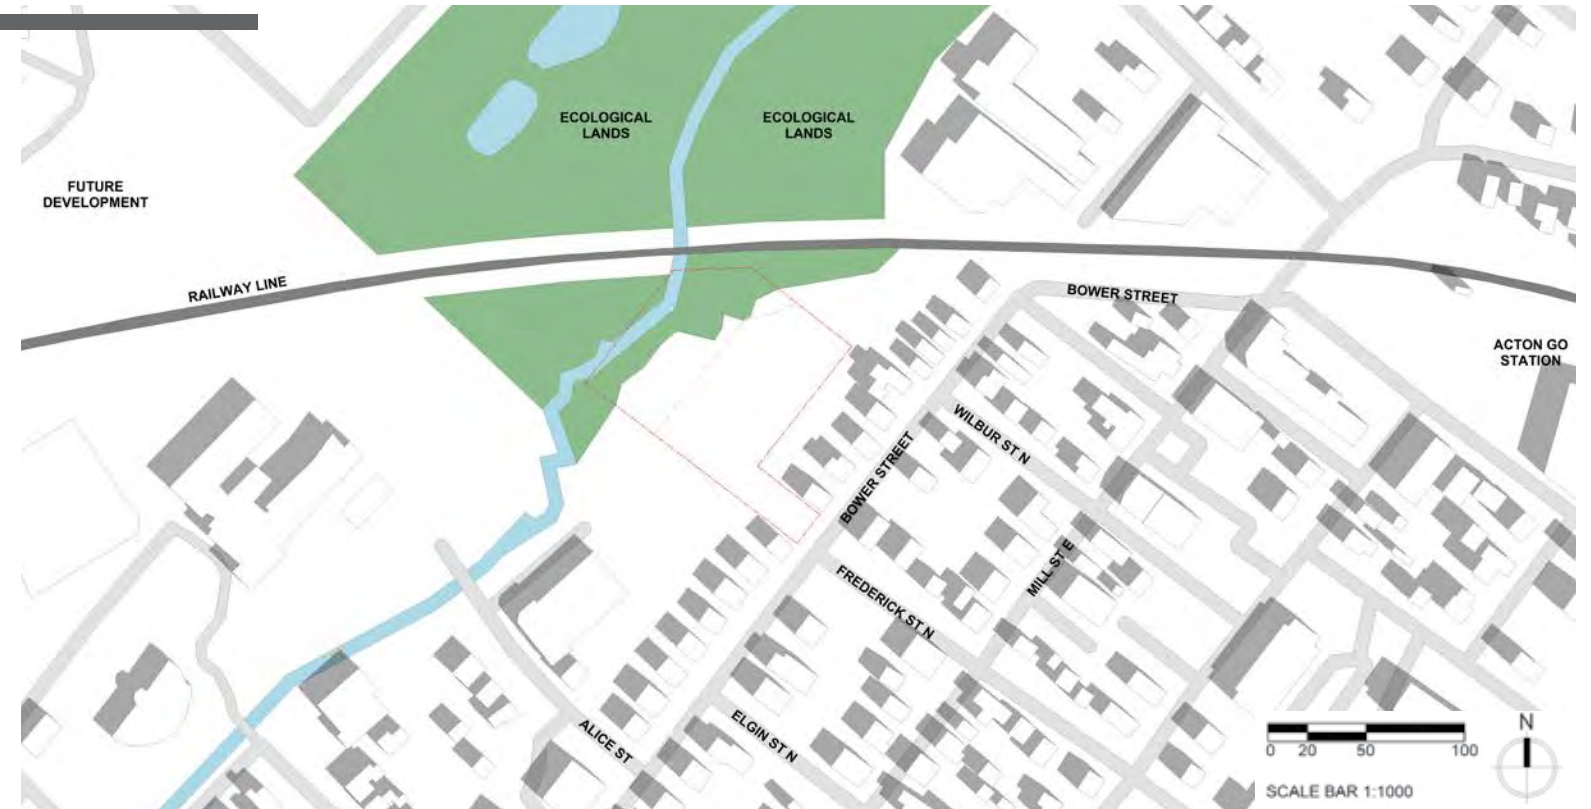 ECOLOGICAL
LANDS
ECOLOGICAL
LANDS
FUTURE
DEVELOPMENT
RAILWAY LINE
BOWER STREET
ACTON GO
STATION
WILBUR ST N
BOWER STREET
MILL ST E
FREDERICK ST N
ELGIN ST N
ALICE ST
N
0 20 50 100
SCALE BAR 1:1000